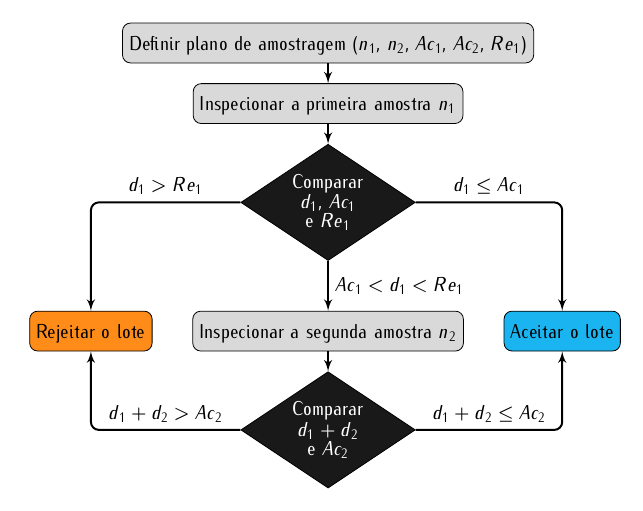 Definir plano de amostragem (n₁, n₂, Ac₁, Ac₂, Re₁)
Inspecionar a primeira amostra n₁
d₁ > Re₁
Comparar
d₁, Ac₁
e Re₁
d₁ ≤ Ac₁
Ac₁ < d₁ < Re₁
Rejeitar o lote
Inspecionar a segunda amostra n₂
Aceitar o lote
d₁ + d₂ > Ac₂
Comparar
d₁ + d₂
e Ac₂
d₁ + d₂ ≤ Ac₂